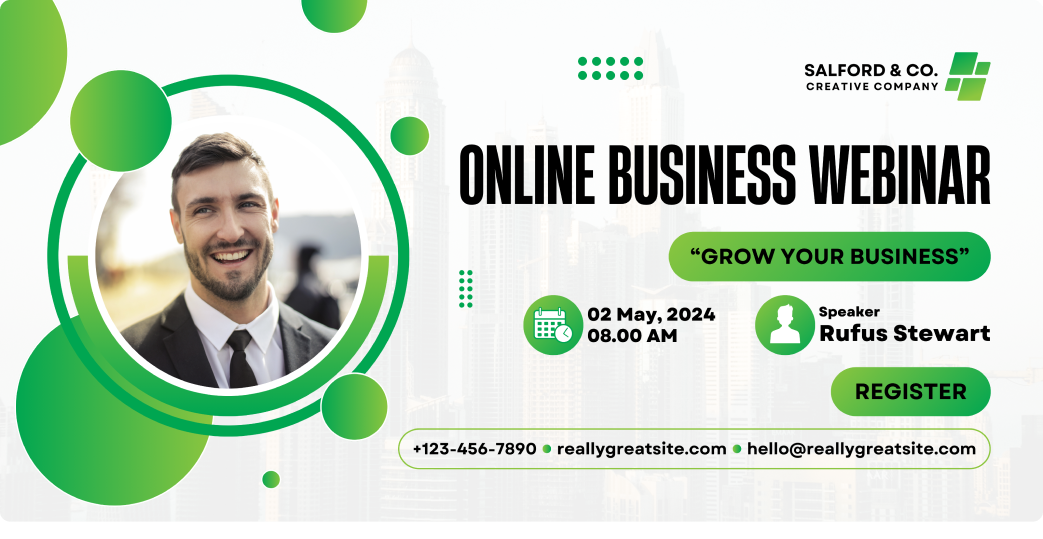 SALFORD & CO.
CREATIVE COMPANY
ONLINE BUSINESS WEBINAR
“GROW YOUR BUSINESS”
02 May, 2024
08.00 AM
Speaker
Rufus Stewart
REGISTER
+123-456-7890 ● reallygreatsite.com ● hello@reallygreatsite.com